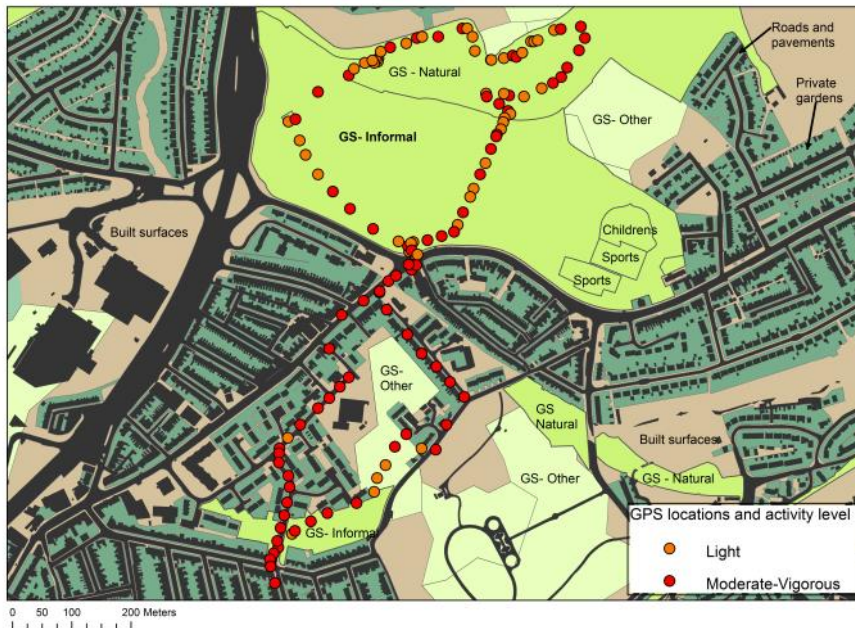 Roads and
pavements
GS - Natural
Private
gardens
GS - Other
GS- Informal
Built surfaces
Childrens
Sports
Sports
GS-
Other
GS
Natural
Built surfaces
GS-Other
GS - Natural
GS- Informal
GPS locations and activity level
Light
Moderate-Vigorous
0 50 100 200 Meters